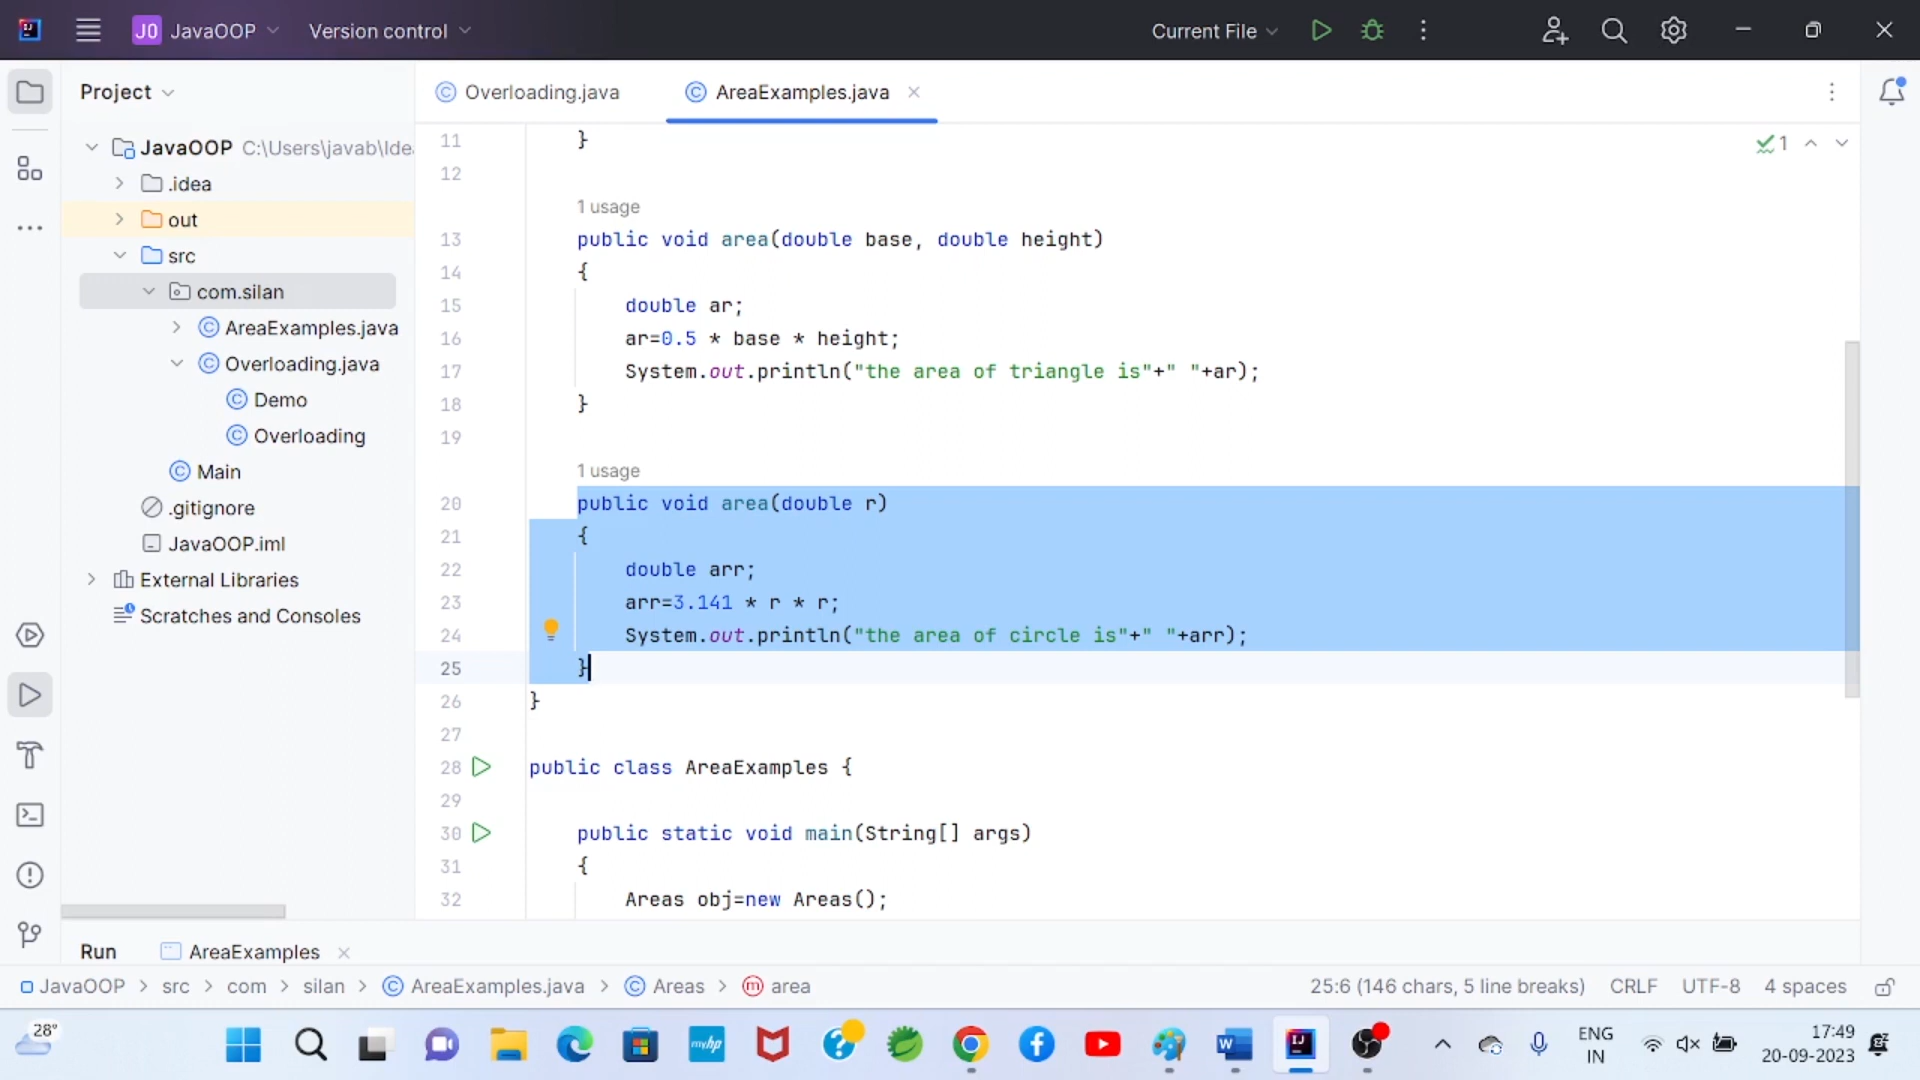 JO JavaOOP Version control Current File
Project
Overloading.java AreaExamples.java
JavaOOP C:\Users\javab\Ide
.idea
out
src
com.silan
AreaExamples.java
Overloading.java
Demo
Overloading
Main
.gitignore
JavaOOP.iml
External Libraries
Scratches and Consoles
1
11 }
12
1 usage
13 public void area(double base, double height)
14 {
15 double ar;
16 ar=0.5 * base * height;
17 System.out.println("the area of triangle is"+" "+ar);
18 }
19
1 usage
20 public void area(double r)
21 {
22 double arr;
23 arr=3.141 * r * r;
24 System.out.println("the area of circle is"+" "+arr);
25 }
26 }
27
28 public class AreaExamples {
29
30 public static void main(String[] args)
31 {
32 Areas obj=new Areas();
Run AreaExamples
JavaOOP > src > com > silan > AreaExamples.java > Areas > area 25:6 (146 chars, 5 line breaks) CRLF UTF-8 4 spaces
28°
myhp
ENG
IN
17:49
20-09-2023